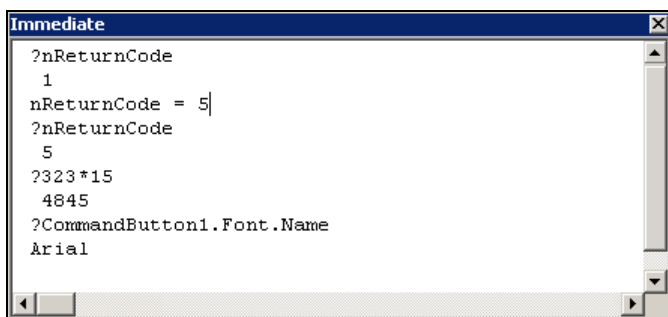 Immediate
?nReturnCode
1
nReturnCode = 5
?nReturnCode
5
?323*15
4845
?CommandButton1.Font.Name
Arial